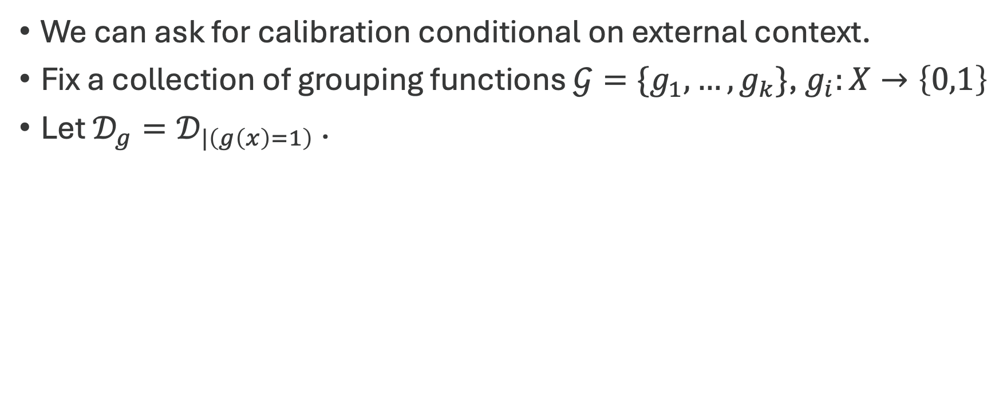 • We can ask for calibration conditional on external context.
• Fix a collection of grouping functions 𝒢 = {g₁, … , gₖ}, gᵢ: X → {0,1}
• Let 𝒟_g = 𝒟_|(g(x)=1) .